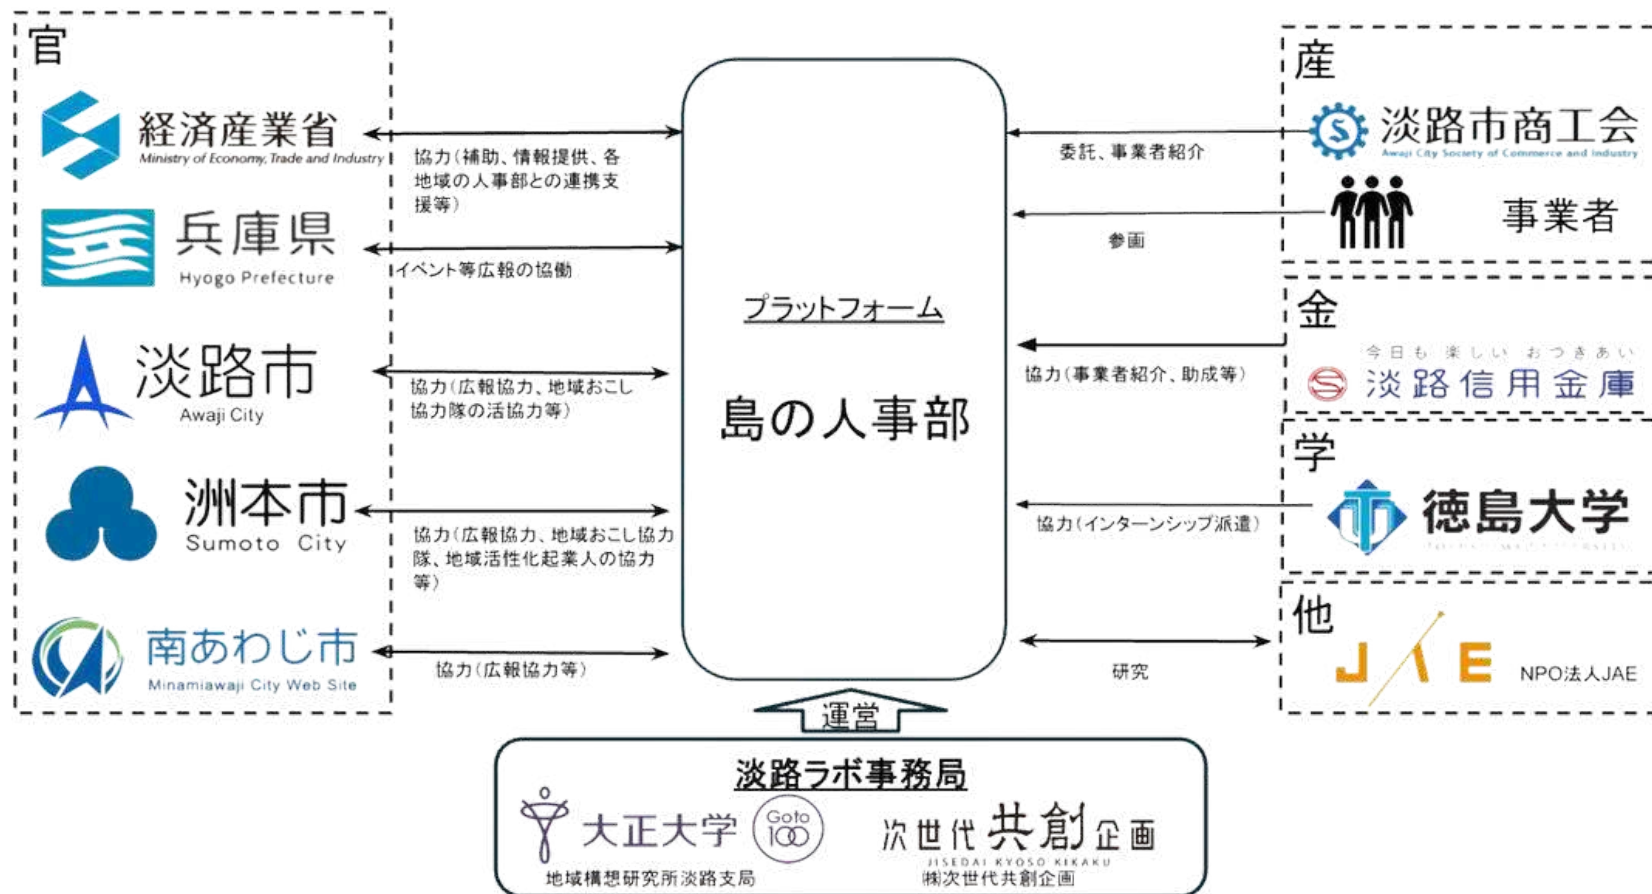 官
経済産業省
Ministry of Economy, Trade and Industry
協力(補助、情報提供、各
地域の人事部との連携支
援等)
兵庫県
Hyogo Prefecture
イベント等広報の協働
淡路市
Awaji City
協力(広報協力、地域おこし
協力隊の活協力等)
洲本市
Sumoto City
協力(広報協力、地域おこし協力
隊、地域活性化起業人の協力
等)
南あわじ市
Minamiawaji City Web Site
協力(広報協力等)
プラットフォーム
島の人事部
産
淡路市商工会
Awaji City Society of Commerce and Industry
委託、事業者紹介
事業者
参画
金
今日も 楽しい おつきあい
淡路信用金庫
協力(事業者紹介、助成等)
学
徳島大学
協力(インターンシップ派遣)
他
JAE
NPO法人JAE
研究
運営
淡路ラボ事務局
大正大学
Goto
100
地域構想研究所淡路支局
次世代共創企画
JISEDAI KYOSO KIKAKU
㈱次世代共創企画